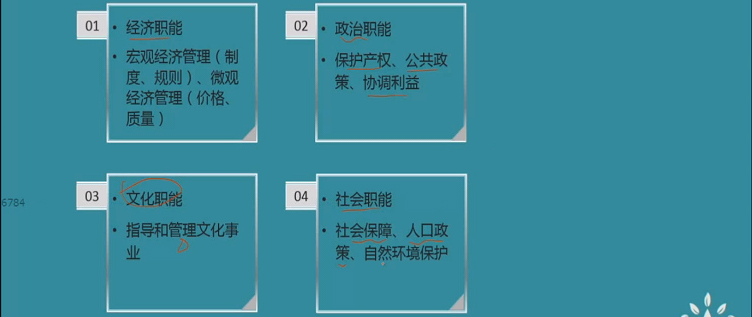 01
• 经济职能
• 宏观经济管理（制
度、规则）、微观
经济管理（价格、
质量）
02
• 政治职能
• 保护产权、公共政
策、协调利益
03
• 文化职能
• 指导和管理文化事
业
04
• 社会职能
• 社会保障、人口政
策、自然环境保护
6784